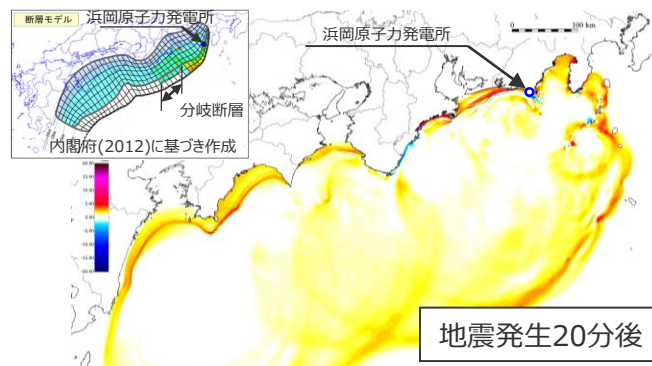 断層モデル
浜岡原子力発電所
分岐断層
内閣府(2012)に基づき作成
浜岡原子力発電所
0 100 km
地震発生20分後